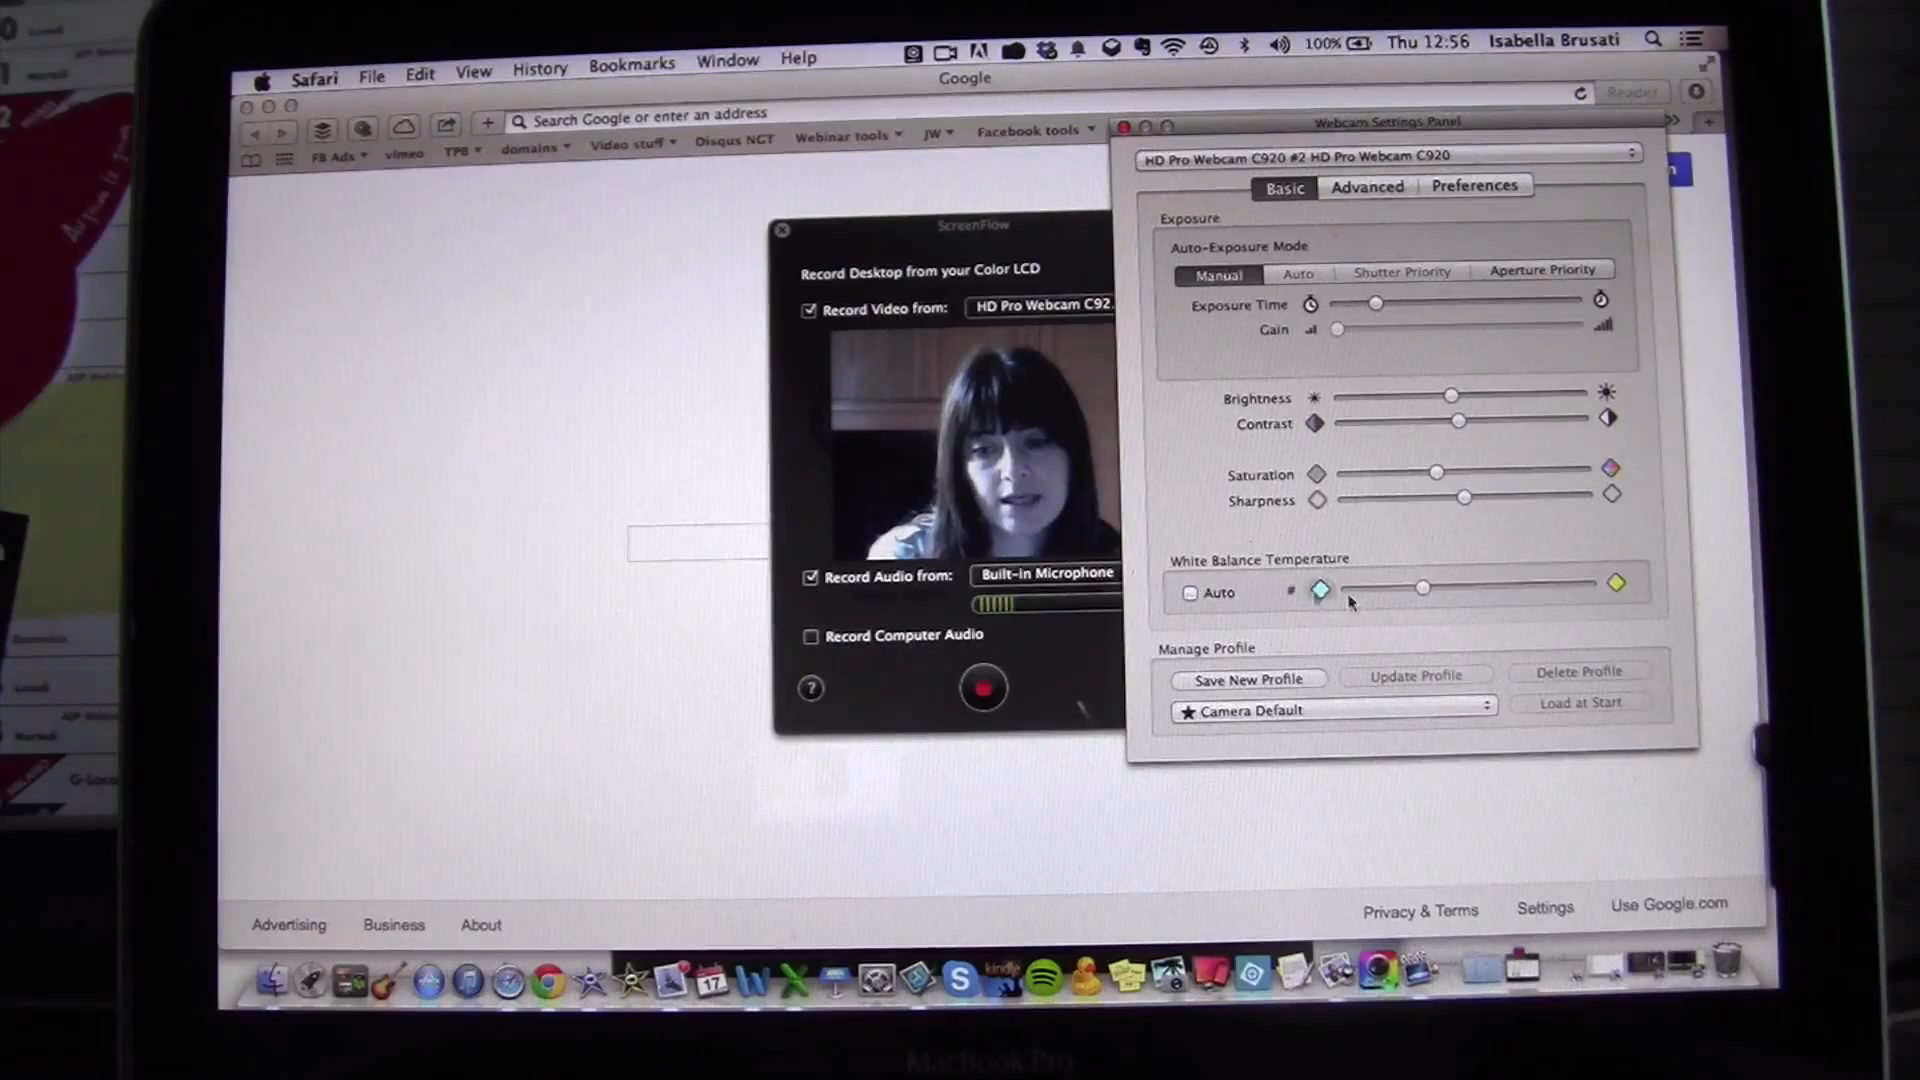 Safari File Edit View History Bookmarks Window Help
100% Thu 12:56 Isabella Brusati
Google
Search Google or enter an address
Reader
FB Ads vimeo TPB domains Video stuff Disqus NGT Webinar tools JW Facebook tools
Webcam Settings Panel
HD Pro Webcam C920 #2 HD Pro Webcam C920
Basic Advanced Preferences
Exposure
Auto-Exposure Mode
Manual Auto Shutter Priority Aperture Priority
Exposure Time
Gain
Brightness
Contrast
Saturation
Sharpness
White Balance Temperature
Auto #
Manage Profile
Save New Profile Update Profile Delete Profile
★ Camera Default Load at Start
ScreenFlow
Record Desktop from your Color LCD
Record Video from: HD Pro Webcam C92
Record Audio from: Built-in Microphone
Record Computer Audio
?
Advertising Business About
Privacy & Terms Settings Use Google.com
17
kindle
MacBook Pro